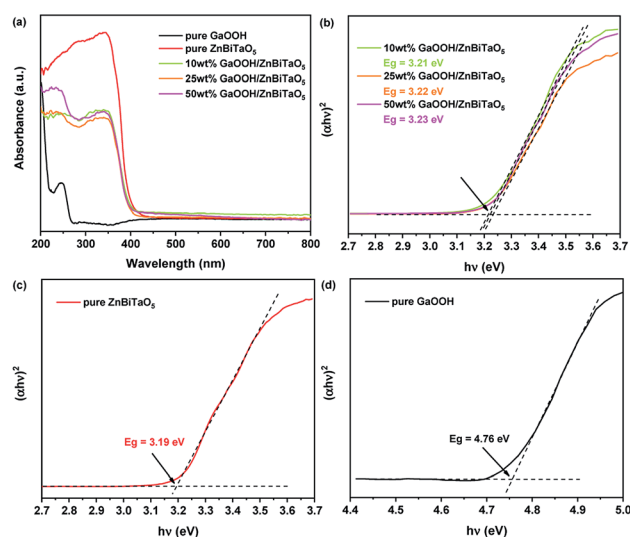 (a)
pure GaOOH
pure ZnBiTaO₅
10wt% GaOOH/ZnBiTaO₅
25wt% GaOOH/ZnBiTaO₅
50wt% GaOOH/ZnBiTaO₅
Absorbance (a.u.)
200 300 400 500 600 700 800
Wavelength (nm)
(b)
10wt% GaOOH/ZnBiTaO₅
Eg = 3.21 eV
25wt% GaOOH/ZnBiTaO₅
Eg = 3.22 eV
50wt% GaOOH/ZnBiTaO₅
Eg = 3.23 eV
(αhν)²
2.7 2.8 2.9 3.0 3.1 3.2 3.3 3.4 3.5 3.6 3.7
hν (eV)
(c)
pure ZnBiTaO₅
Eg = 3.19 eV
(αhν)²
2.7 2.8 2.9 3.0 3.1 3.2 3.3 3.4 3.5 3.6 3.7
hν (eV)
(d)
pure GaOOH
Eg = 4.76 eV
(αhν)²
4.4 4.5 4.6 4.7 4.8 4.9 5.0
hν (eV)